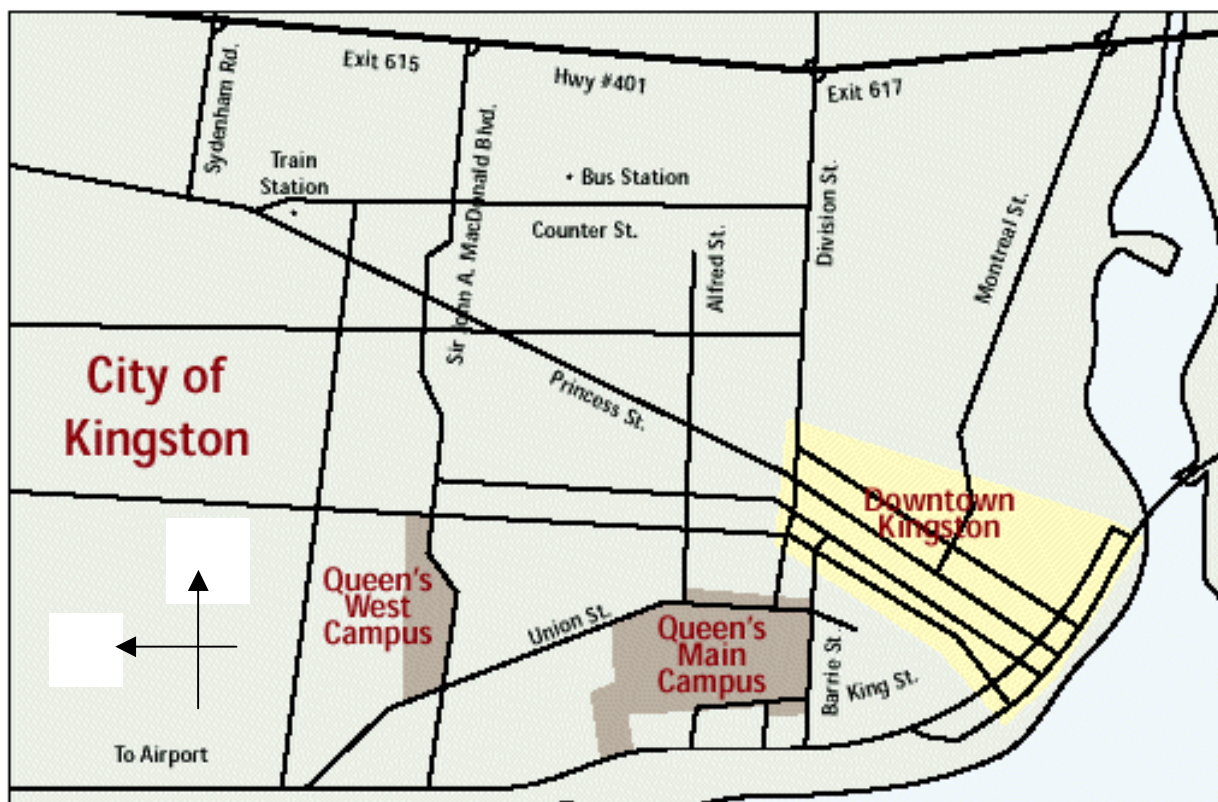 Sydenham Rd.
Exit 615
Hwy #401
Exit 617
Sir John A. MacDonald Blvd.
Train
Station
Bus Station
Division St.
Montreal St.
Counter St.
Alfred St.
City of
Kingston
Princess St.
Downtown
Kingston
Queen's
West
Campus
Union St.
Queen's
Main
Campus
Barrie St.
King St.
To Airport